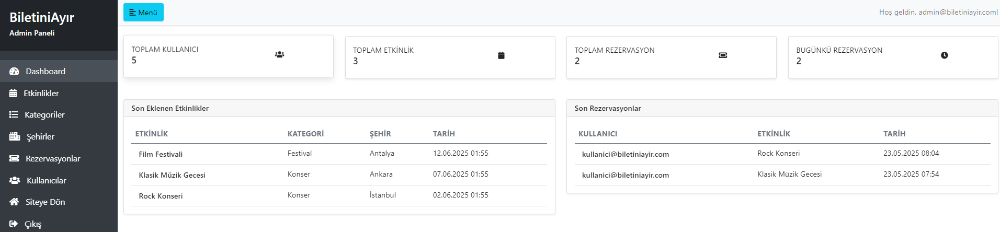 BiletiniAyır
Admin Paneli
Dashboard
Etkinlikler
Kategoriler
Şehirler
Rezervasyonlar
Kullanıcılar
Siteye Dön
Çıkış
Menü
Hoş geldin, admin@biletiniayir.com!
TOPLAM KULLANICI
5
TOPLAM ETKİNLİK
3
TOPLAM REZERVASYON
2
BUGÜNKÜ REZERVASYON
2
Son Eklenen Etkinlikler
ETKİNLİK KATEGORİ ŞEHİR TARİH
Film Festivali Festival Antalya 12.06.2025 01:55
Klasik Müzik Gecesi Konser Ankara 07.06.2025 01:55
Rock Konseri Konser İstanbul 02.06.2025 01:55
Son Rezervasyonlar
KULLANICI ETKİNLİK TARİH
kullanici@biletiniayir.com Rock Konseri 23.05.2025 08:04
kullanici@biletiniayir.com Klasik Müzik Gecesi 23.05.2025 07:54